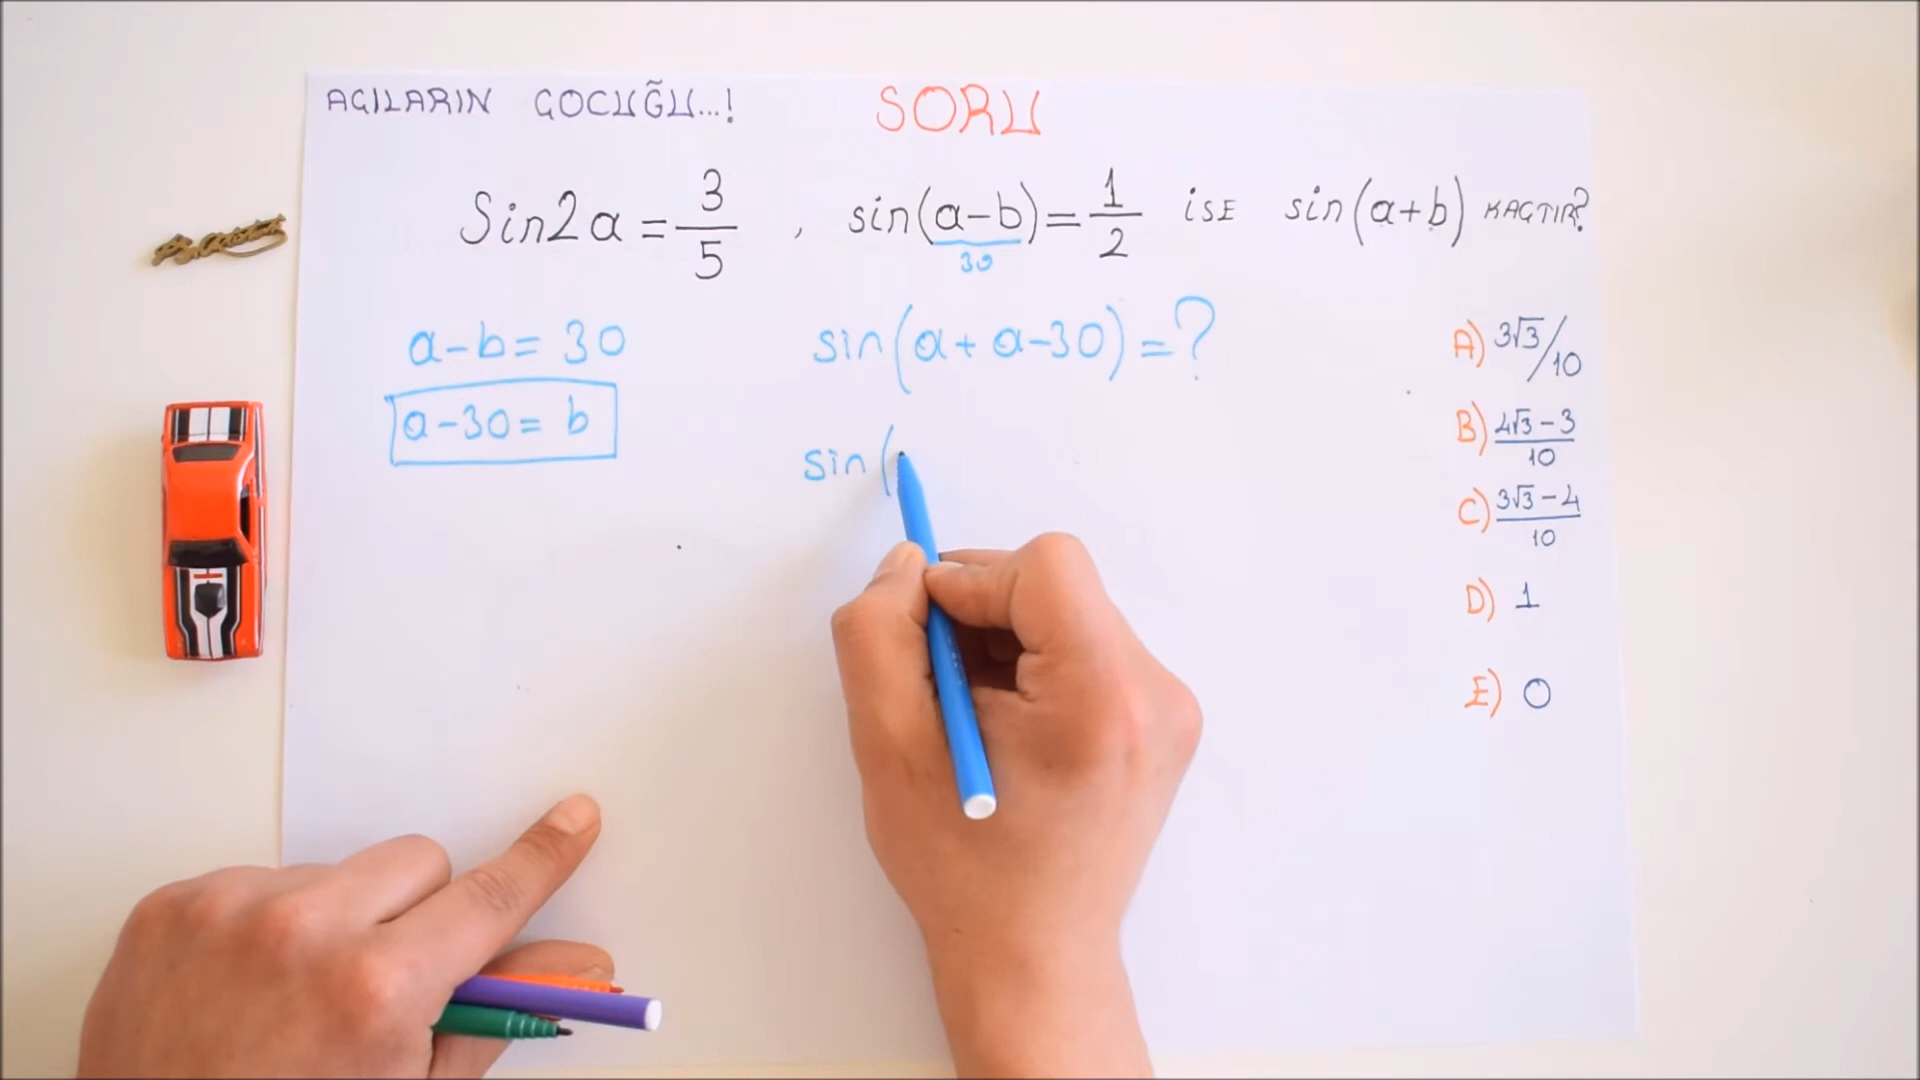 AÇILARIN ÇOCUĞU...! SORU
Sin2a = 3/5 , sin(a-b) = 1/2 İSE sin(a+b) KAÇTIR?
30
a-b = 30
a-30 = b
sin(a+a-30) = ?
sin(
A) 3√3/10
B) 4√3-3/10
C) 3√3-4/10
D) 1
E) 0